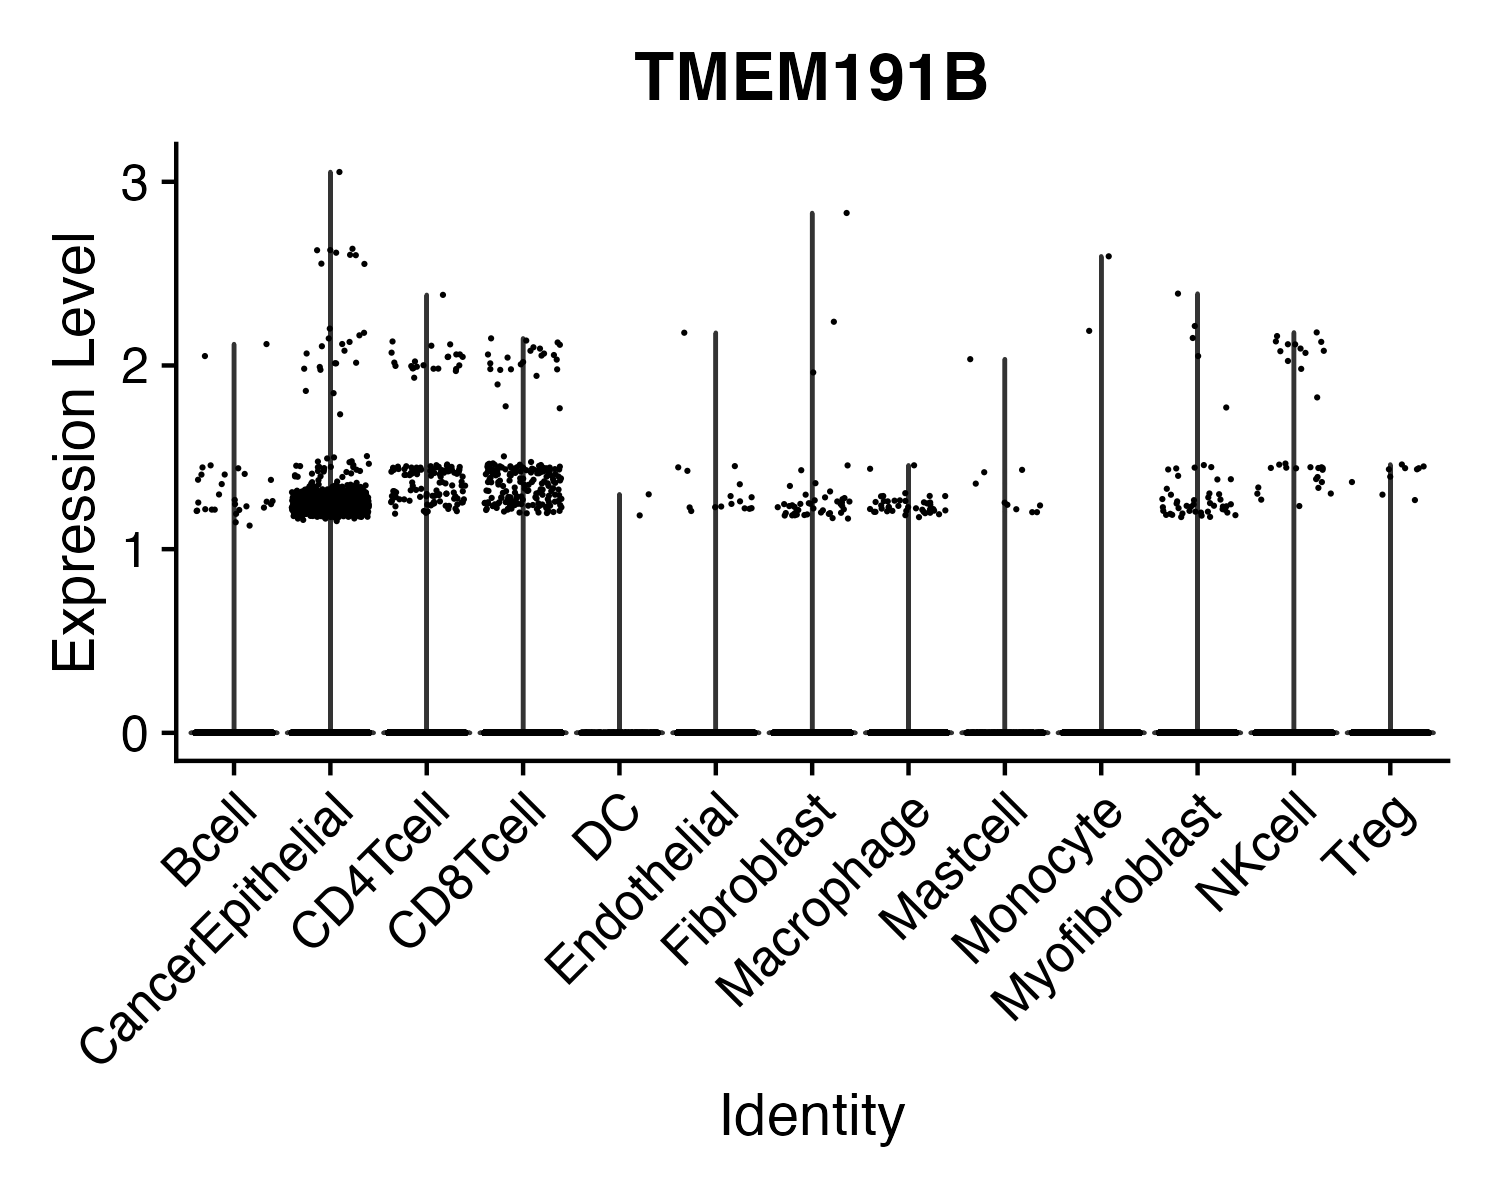 TMEM191B
Expression Level
3
2
1
0
Bcell
CancerEpithelial
CD4Tcell
CD8Tcell
DC
Endothelial
Fibroblast
Macrophage
Mastcell
Monocyte
Myofibroblast
NKcell
Treg
Identity